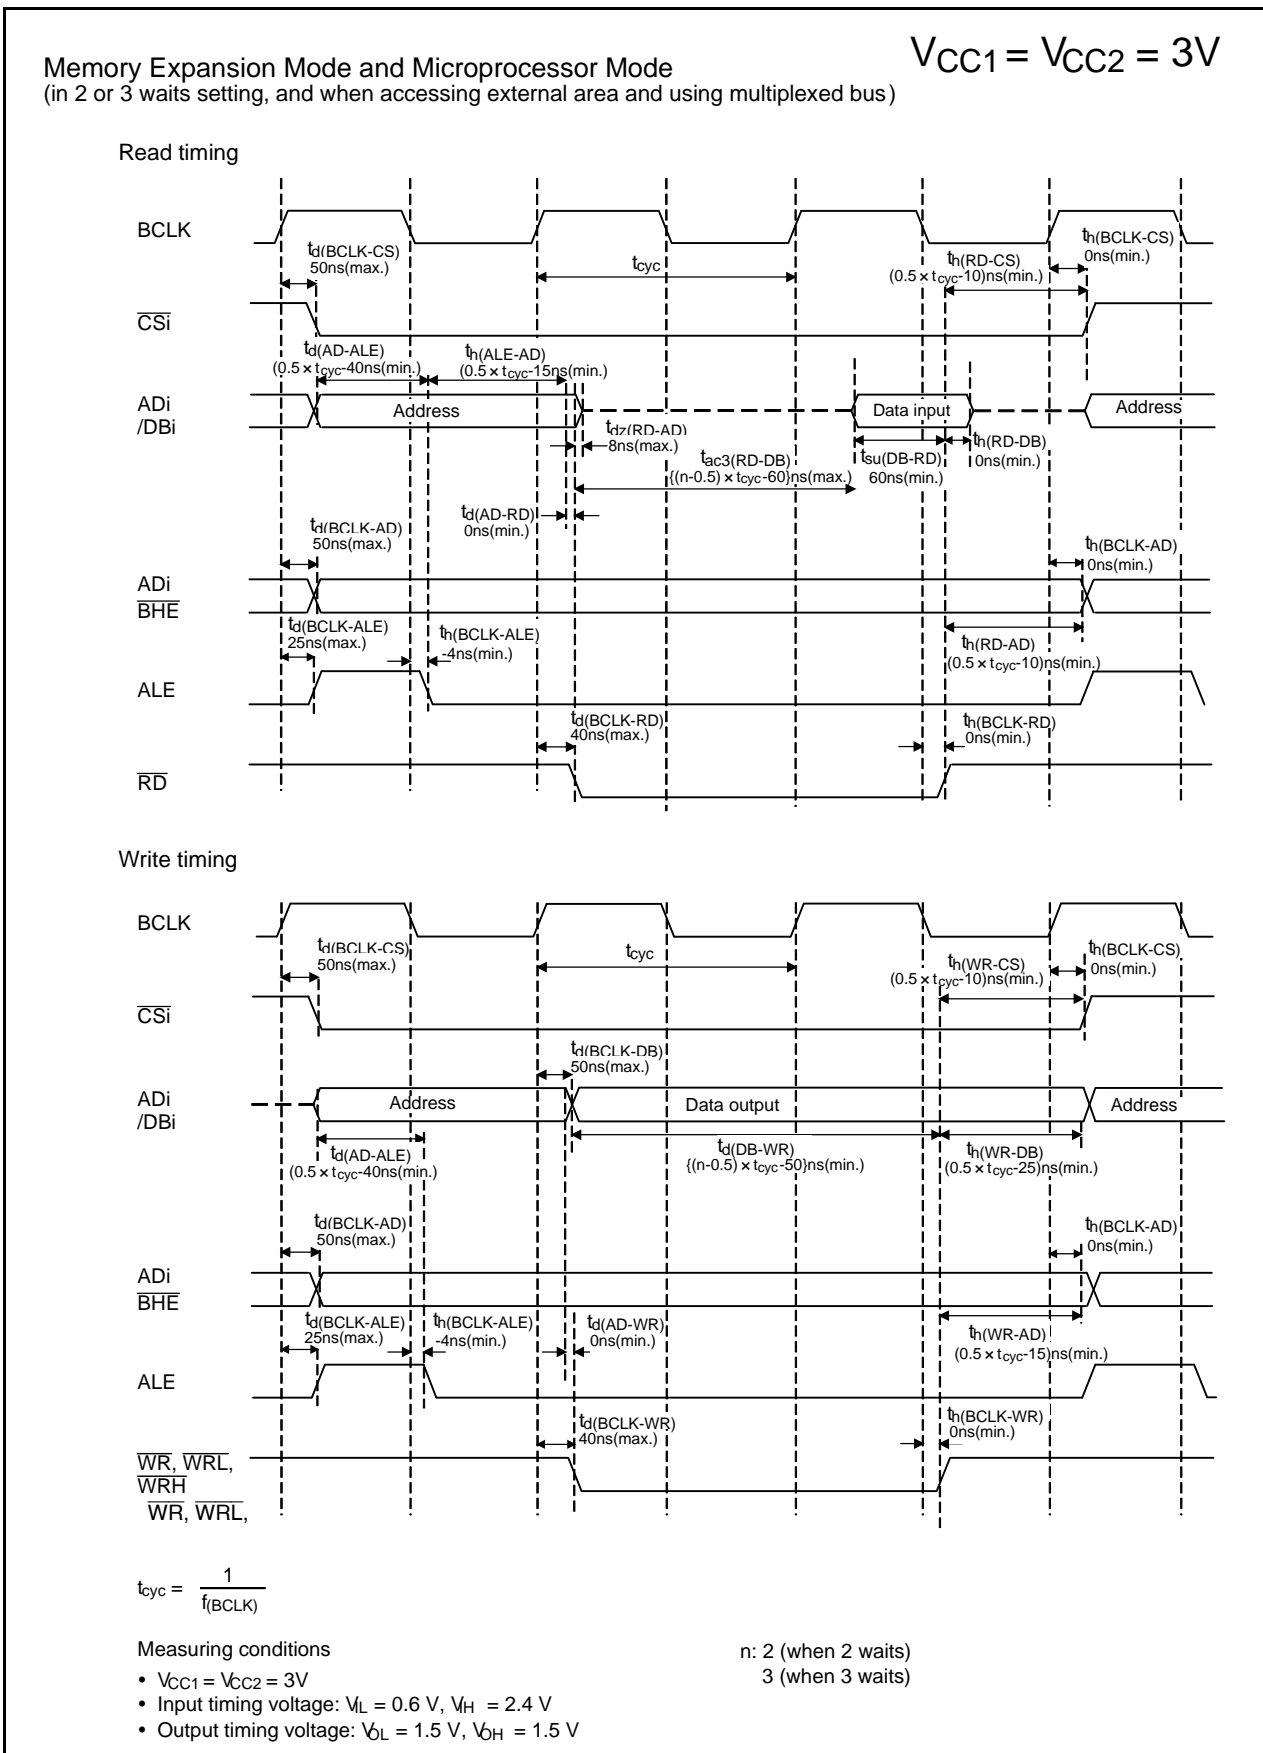 VCC1 = VCC2 = 3V
Memory Expansion Mode and Microprocessor Mode
(in 2 or 3 waits setting, and when accessing external area and using multiplexed bus)
Read timing
BCLK
td(BCLK-CS)
50ns(max.)
tcyc
th(RD-CS)
(0.5 × tcyc-10)ns(min.)
th(BCLK-CS)
0ns(min.)
CSi
td(AD-ALE)
(0.5 × tcyc-40ns(min.)
th(ALE-AD)
(0.5 × tcyc-15ns(min.)
ADi
/DBi
Address
Data input
Address
tdz(RD-AD)
8ns(max.)
tac3(RD-DB)
{(n-0.5) × tcyc-60}ns(max.)
tsu(DB-RD)
60ns(min.)
th(RD-DB)
0ns(min.)
td(AD-RD)
0ns(min.)
td(BCLK-AD)
50ns(max.)
th(BCLK-AD)
0ns(min.)
ADi
BHE
td(BCLK-ALE)
25ns(max.)
th(BCLK-ALE)
-4ns(min.)
th(RD-AD)
(0.5 × tcyc-10)ns(min.)
ALE
td(BCLK-RD)
40ns(max.)
th(BCLK-RD)
0ns(min.)
RD
Write timing
BCLK
td(BCLK-CS)
50ns(max.)
tcyc
th(WR-CS)
(0.5 × tcyc-10)ns(min.)
th(BCLK-CS)
0ns(min.)
CSi
td(BCLK-DB)
50ns(max.)
ADi
/DBi
Address
Data output
Address
td(AD-ALE)
(0.5 × tcyc-40ns(min.)
td(DB-WR)
{(n-0.5) × tcyc-50}ns(min.)
th(WR-DB)
(0.5 × tcyc-25)ns(min.)
td(BCLK-AD)
50ns(max.)
th(BCLK-AD)
0ns(min.)
ADi
BHE
td(BCLK-ALE)
25ns(max.)
th(BCLK-ALE)
-4ns(min.)
td(AD-WR)
0ns(min.)
th(WR-AD)
(0.5 × tcyc-15)ns(min.)
ALE
td(BCLK-WR)
40ns(max.)
th(BCLK-WR)
0ns(min.)
WR, WRL,
WRH
WR, WRL,
tcyc = 1
f(BCLK)
Measuring conditions
• VCC1 = VCC2 = 3V
• Input timing voltage: VIL = 0.6 V, VIH = 2.4 V
• Output timing voltage: VOL = 1.5 V, VOH = 1.5 V
n: 2 (when 2 waits)
3 (when 3 waits)